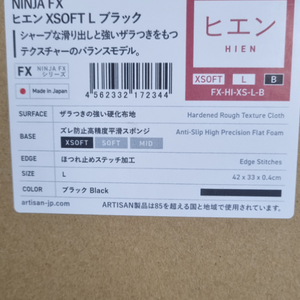 NINJA FX
ヒエン XSOFT L ブラック
シャープな滑り出しと強いザラつきをもつ
テクスチャーのバランスモデル。
FX NINJA FX シリーズ
Made in Japan
4 562332 172344
ヒエン
HIEN
XSOFT L B
FX-HI-XS-L-B
SURFACE ザラつきの強い硬化布地 Hardened Rough Texture Cloth
BASE ズレ防止高精度平滑スポンジ Anti-Slip High Precision Flat Foam
XSOFT SOFT MID
EDGE ほつれ止めステッチ加工 Edge Stitches
SIZE L 42 x 33 x 0.4cm
COLOR ブラック Black
artisan-jp.com ARTISAN製品は85を超える国と地域で使用されています。